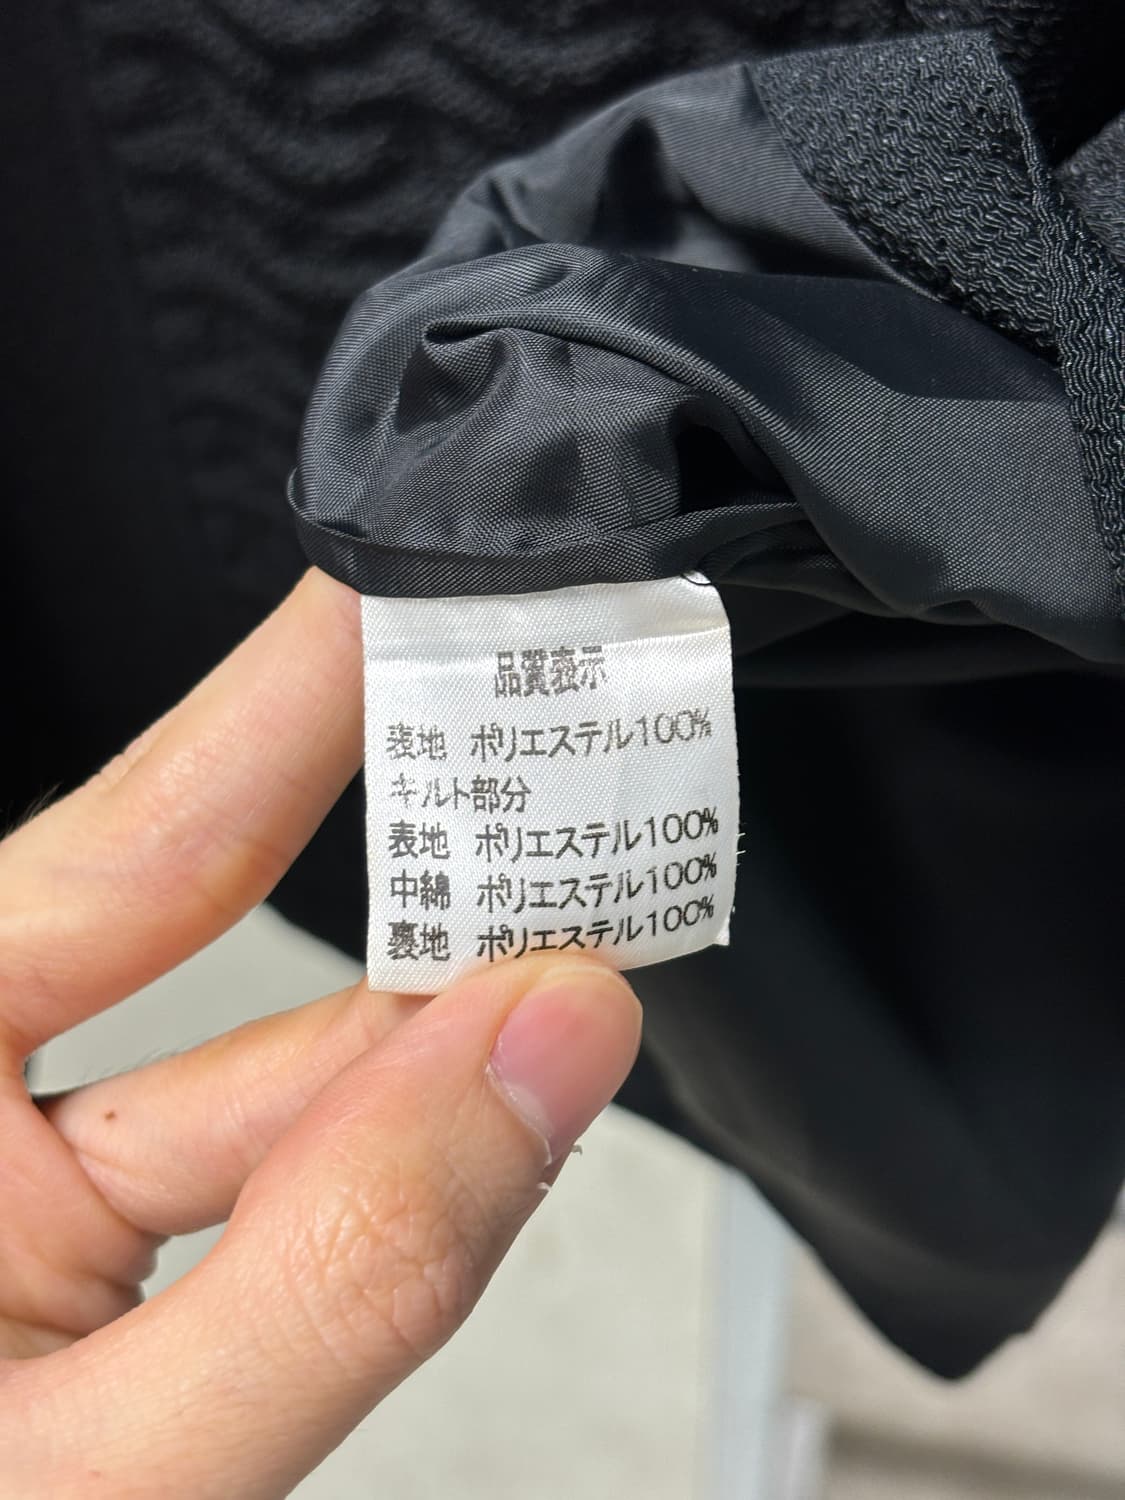 品質表示
表地 ポリエステル100%
キルト部分
表地 ポリエステル100%
中綿 ポリエステル100%
裏地 ポリエステル100%